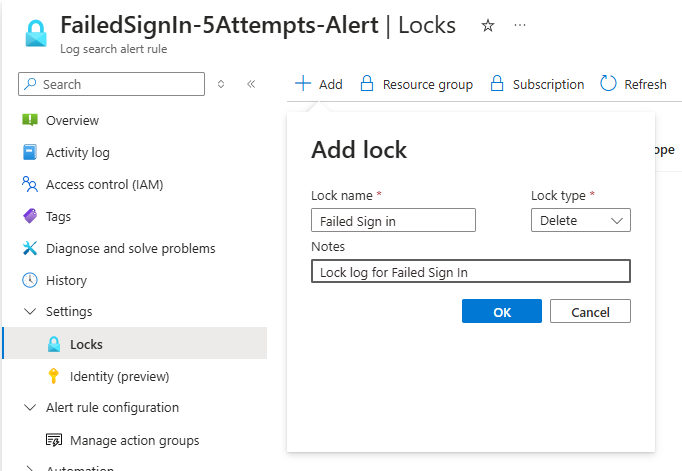 FailedSignIn-5Attempts-Alert | Locks
Log search alert rule
Search
Overview
Activity log
Access control (IAM)
Tags
Diagnose and solve problems
History
Settings
Locks
Identity (preview)
Alert rule configuration
Manage action groups
Automation
Add Resource group Subscription Refresh
ope
Add lock
Lock name * Lock type *
Failed Sign in Delete
Notes
Lock log for Failed Sign In
OK Cancel